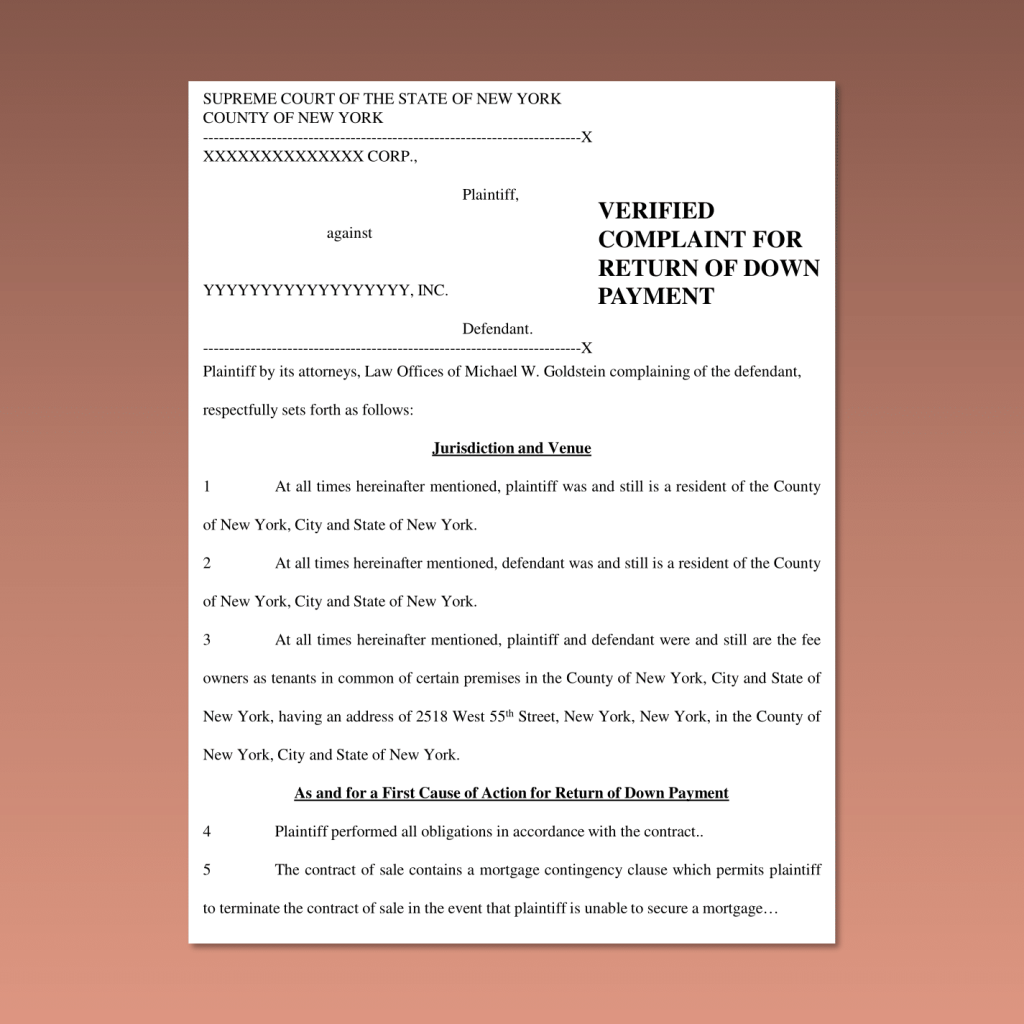 SUPREME COURT OF THE STATE OF NEW YORK
COUNTY OF NEW YORK
------------------------------------------------------------------------X
XXXXXXXXXXXXXX CORP.,
Plaintiff,
against
YYYYYYYYYYYYYYYYYY, INC.
Defendant.
------------------------------------------------------------------------X
VERIFIED
COMPLAINT FOR
RETURN OF DOWN
PAYMENT
Plaintiff by its attorneys, Law Offices of Michael W. Goldstein complaining of the defendant,
respectfully sets forth as follows:
Jurisdiction and Venue
1 At all times hereinafter mentioned, plaintiff was and still is a resident of the County
of New York, City and State of New York.
2 At all times hereinafter mentioned, defendant was and still is a resident of the County
of New York, City and State of New York.
3 At all times hereinafter mentioned, plaintiff and defendant were and still are the fee
owners as tenants in common of certain premises in the County of New York, City and State of
New York, having an address of 2518 West 55th Street, New York, New York, in the County of
New York, City and State of New York.
As and for a First Cause of Action for Return of Down Payment
4 Plaintiff performed all obligations in accordance with the contract..
5 The contract of sale contains a mortgage contingency clause which permits plaintiff
to terminate the contract of sale in the event that plaintiff is unable to secure a mortgage…